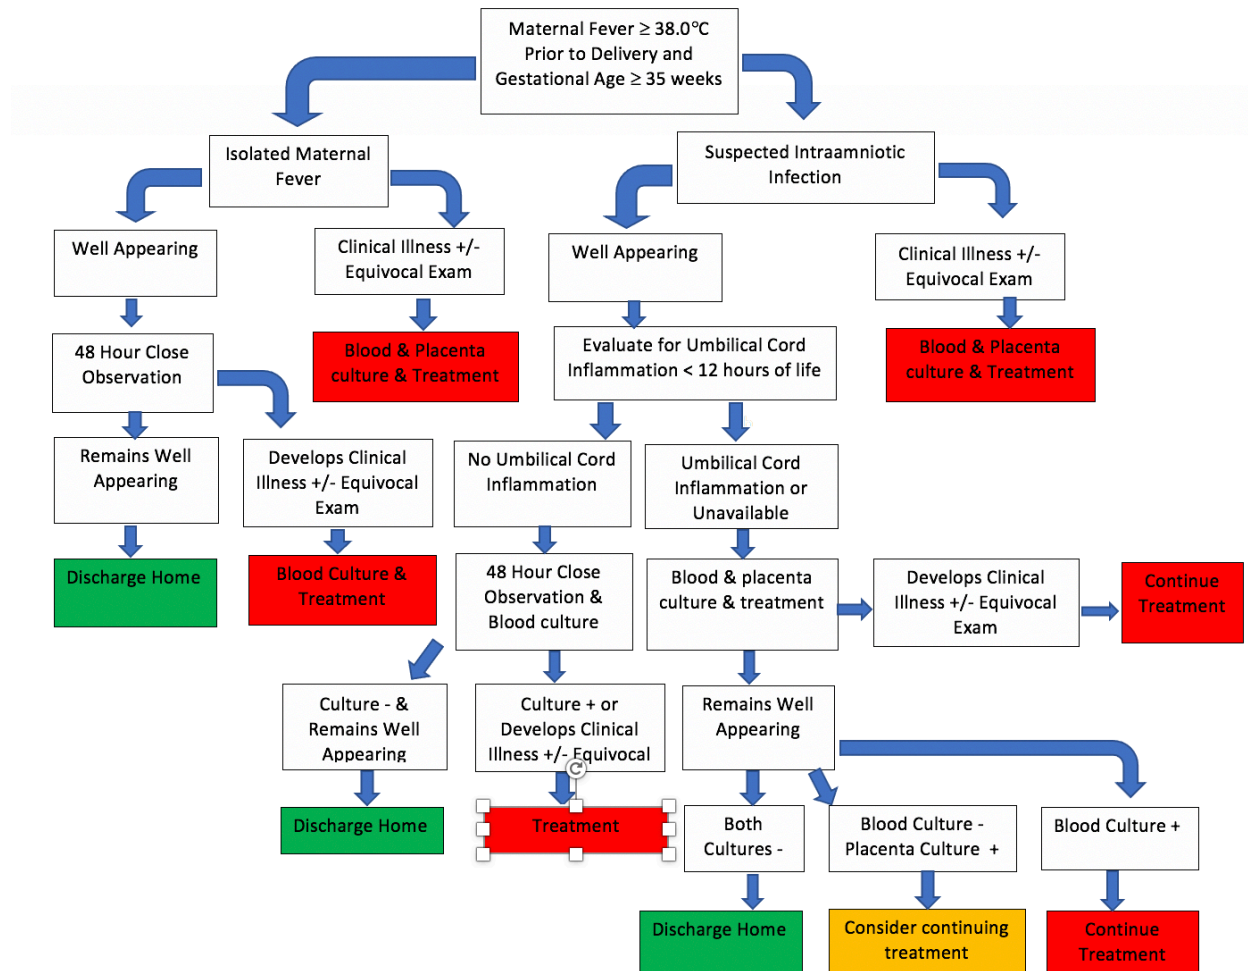 Maternal Fever ≥ 38.0°C
Prior to Delivery and
Gestational Age ≥ 35 weeks
Isolated Maternal
Fever
Suspected Intraamniotic
Infection
Well Appearing
Clinical Illness +/-
Equivocal Exam
Well Appearing
Clinical Illness +/-
Equivocal Exam
48 Hour Close
Observation
Blood & Placenta
culture & Treatment
Evaluate for Umbilical Cord
Inflammation < 12 hours of life
Blood & Placenta
culture & Treatment
Remains Well
Appearing
Develops Clinical
Illness +/- Equivocal
Exam
No Umbilical Cord
Inflammation
Umbilical Cord
Inflammation or
Unavailable
Discharge Home
Blood Culture &
Treatment
48 Hour Close
Observation &
Blood culture
Blood & placenta
culture & treatment
Develops Clinical
Illness +/- Equivocal
Exam
Continue
Treatment
Culture - &
Remains Well
Appearing
Culture + or
Develops Clinical
Illness +/- Equivocal
Remains Well
Appearing
Discharge Home
Treatment
Both
Cultures -
Blood Culture -
Placenta Culture +
Blood Culture +
Discharge Home
Consider continuing
treatment
Continue
Treatment